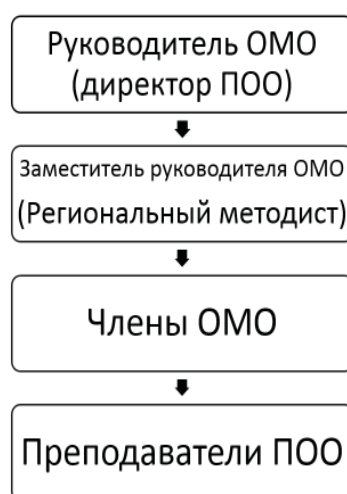 Руководитель ОМО
(директор ПОО)
Заместитель руководителя ОМО
(Региональный методист)
Члены ОМО
Преподаватели ПОО